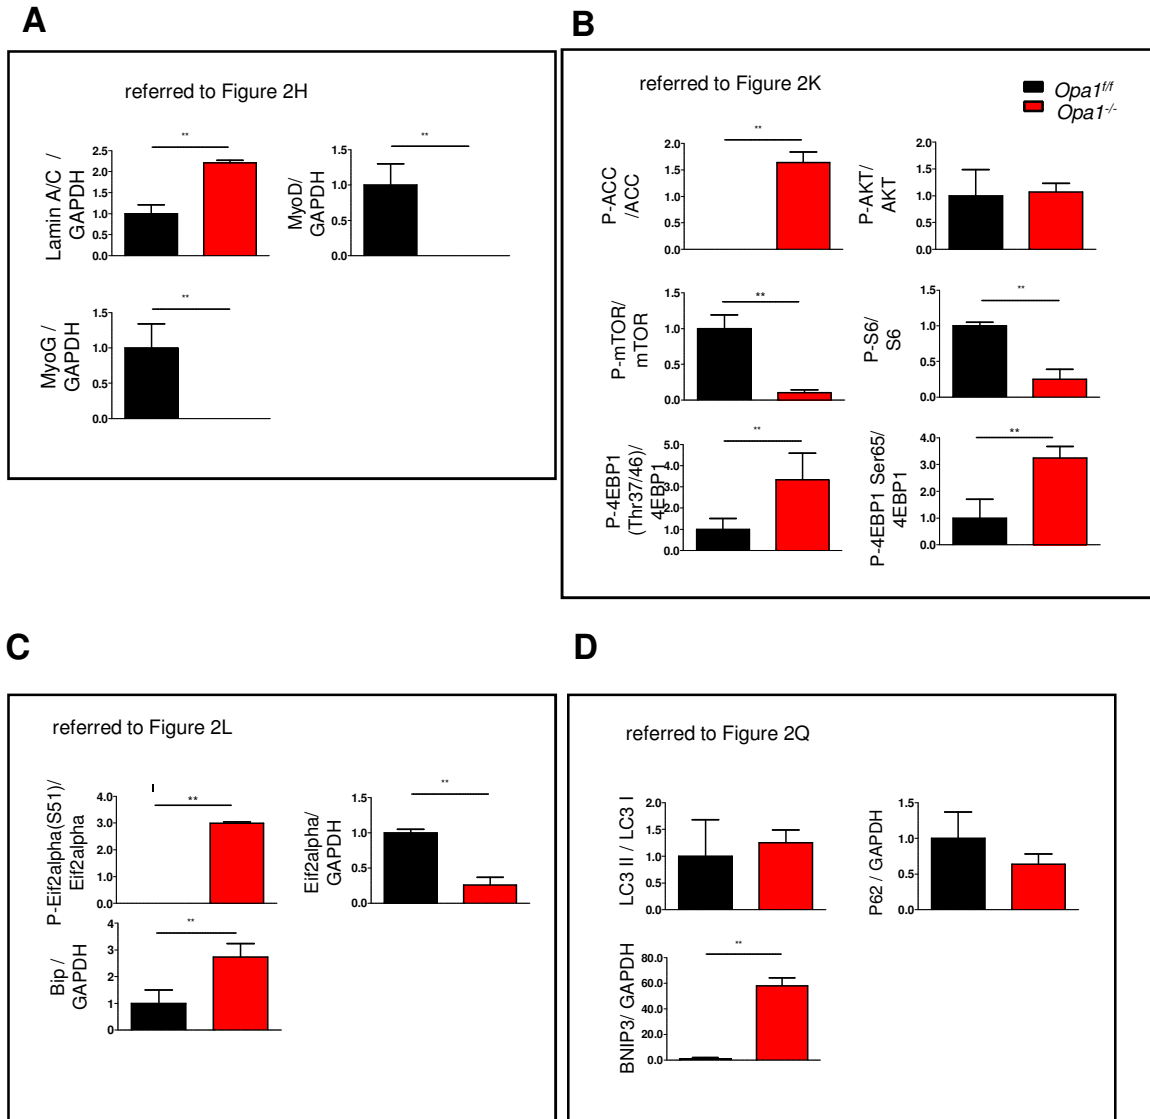 A
referred to Figure 2H
Lamin A/C /
GAPDH
2.5
2.0
1.5
1.0
0.5
0.0
**
MyoD/
GAPDH
1.5
1.0
0.5
0.0
**
MyoG /
GAPDH
1.5
1.0
0.5
0.0
**
B
referred to Figure 2K
Opa1f/f
Opa1-/-
P-ACC
/ACC
2.0
1.5
1.0
0.5
0.0
**
P-AKT/
AKT
2.0
1.5
1.0
0.5
0.0
P-mTOR/
mTOR
1.5
1.0
0.5
0.0
**
P-S6/
S6
1.5
1.0
0.5
0.0
**
P-4EBP1
(Thr37/46)/
4EBP1
5.0
4.0
3.0
2.0
1.0
0.0
**
P-4EBP1 Ser65/
4EBP1
4.0
3.0
2.0
1.0
0.0
**
C
referred to Figure 2L
P-Eif2alpha(S51)/
Eif2alpha
4.0
3.0
2.0
1.0
0.0
**
Eif2alpha/
GAPDH
1.5
1.0
0.5
0.0
**
Bip /
GAPDH
4
3
2
1
0
**
D
referred to Figure 2Q
LC3 II / LC3 I
2.0
1.5
1.0
0.5
0.0
P62 / GAPDH
1.5
1.0
0.5
0.0
BNIP3/ GAPDH
80.0
60.0
40.0
20.0
0.0
**